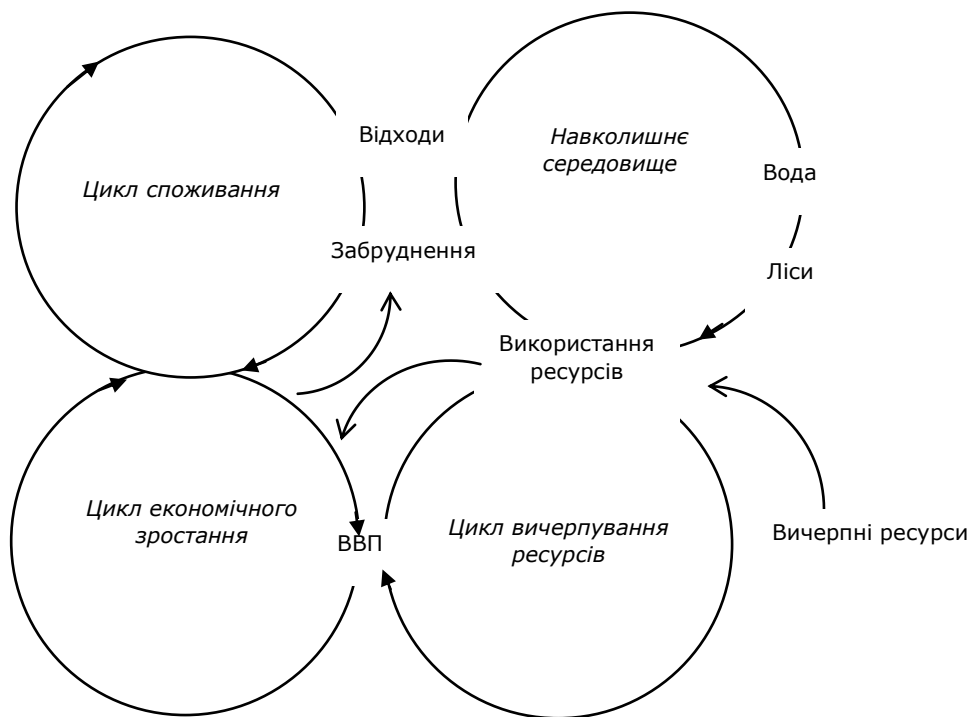 Відходи
Навколишнє
середовище
Цикл споживання
Вода
Забруднення
Ліси
Використання
ресурсів
Цикл економічного
зростання
ВВП
Цикл вичерпування
ресурсів
Вичерпні ресурси